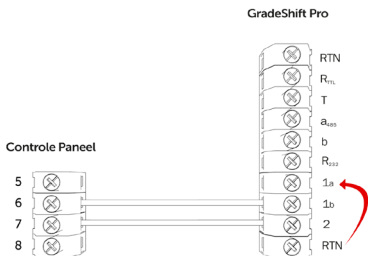 GradeShift Pro
RTN
RTTL
T
a485
b
R232
Controle Paneel
5
1a
6
1b
7
2
8
RTN